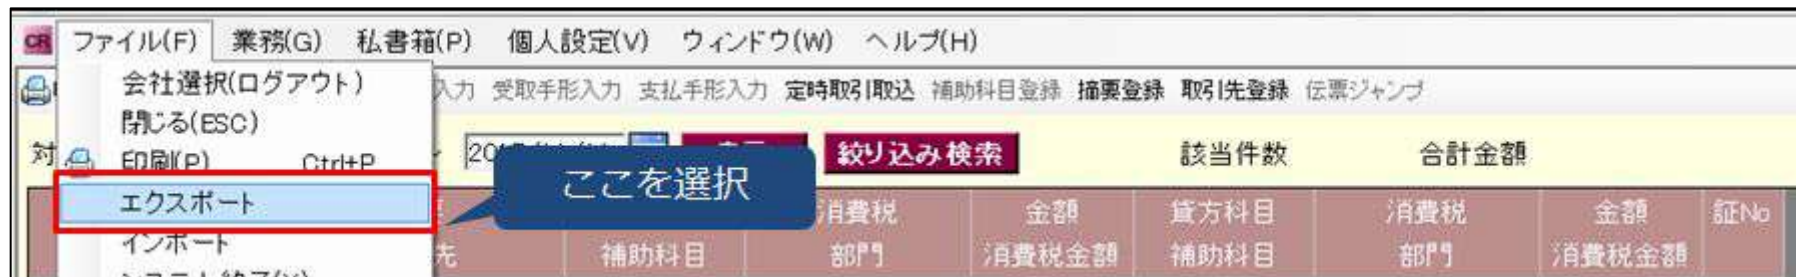 CR ファイル(F) 業務(G) 私書箱(P) 個人設定(V) ウィンドウ(W) ヘルプ(H)
会社選択(ログアウト) 入力 受取手形入力 支払手形入力 定時取引取込 補助科目登録 摘要登録 取引先登録 伝票ジャンプ
閉じる(ESC)
対 印刷(P) Ctrl+P 絞り込み検索 該当件数 合計金額
ここを選択
エクスポート 消費税 金額 貸方科目 消費税 金額 証No
インポート 先 補助科目 部門 消費税金額 補助科目 部門 消費税金額